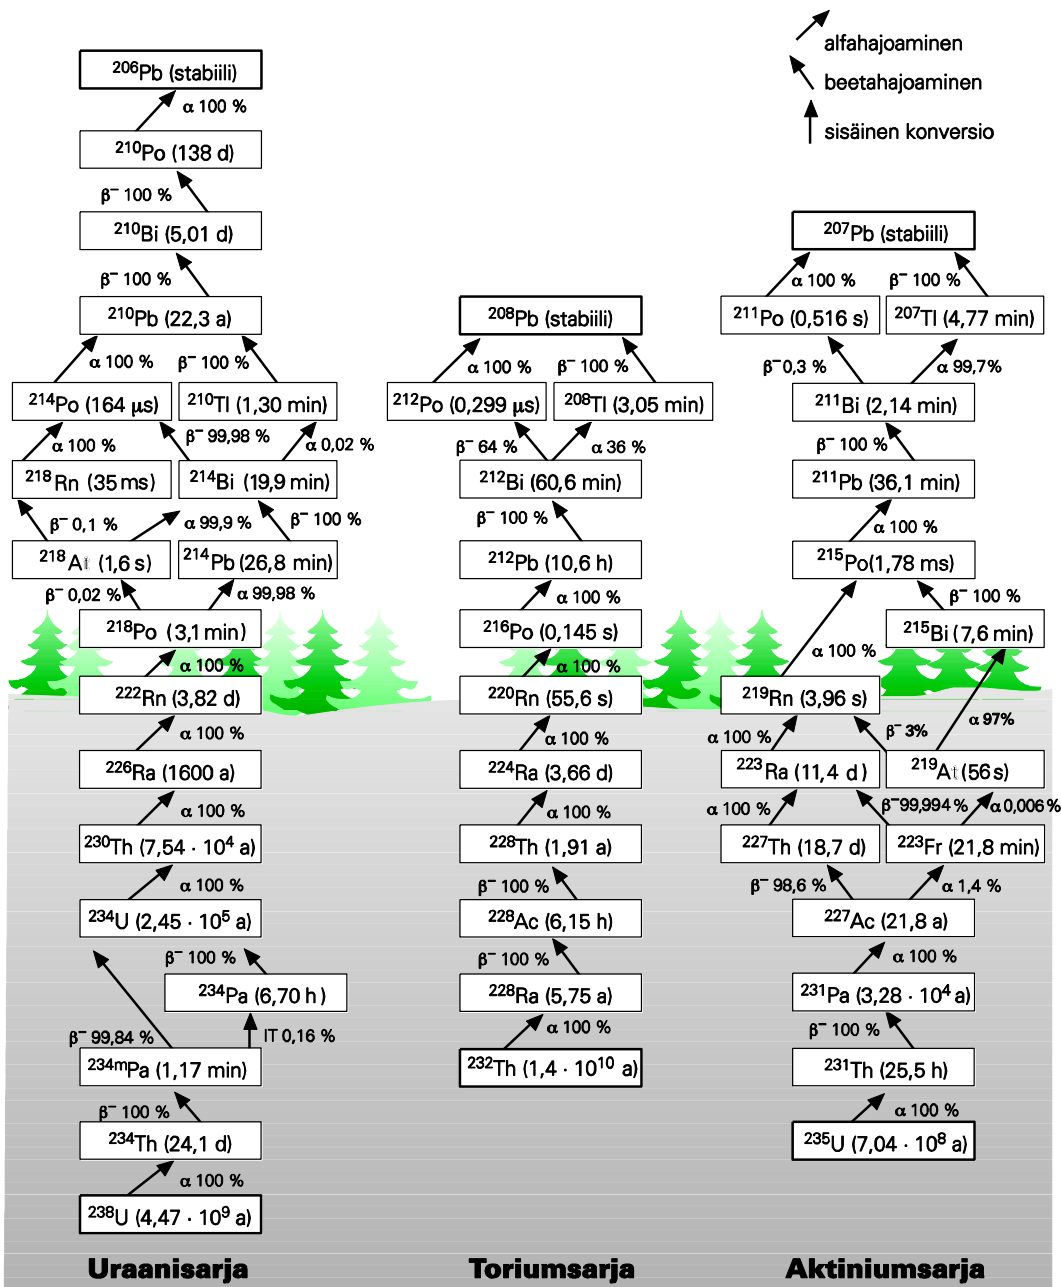 alfahajoaminen
beetahajoaminen
sisäinen konversio
²⁰⁶Pb (stabiili)
α 100 %
²¹⁰Po (138 d)
β⁻ 100 %
²¹⁰Bi (5,01 d)
β⁻ 100 %
²¹⁰Pb (22,3 a)
α 100 %
β⁻ 100 %
²¹⁴Po (164 µs)
²¹⁰Tl (1,30 min)
α 100 %
β⁻ 99,98 %
α 0,02 %
²¹⁸Rn (35 ms)
²¹⁴Bi (19,9 min)
β⁻ 0,1 %
α 99,9 %
β⁻ 100 %
²¹⁸At (1,6 s)
²¹⁴Pb (26,8 min)
β⁻ 0,02 %
α 99,98 %
²¹⁸Po (3,1 min)
α 100 %
²²²Rn (3,82 d)
α 100 %
²²⁶Ra (1600 a)
α 100 %
²³⁰Th (7,54 · 10⁴ a)
α 100 %
²³⁴U (2,45 · 10⁵ a)
β⁻ 100 %
²³⁴Pa (6,70 h)
β⁻ 99,84 %
IT 0,16 %
²³⁴ᵐPa (1,17 min)
β⁻ 100 %
²³⁴Th (24,1 d)
α 100 %
²³⁸U (4,47 · 10⁹ a)
Uraanisarja
²⁰⁸Pb (stabiili)
α 100 %
β⁻ 100 %
²¹²Po (0,299 µs)
²⁰⁸Tl (3,05 min)
β⁻ 64 %
α 36 %
²¹²Bi (60,6 min)
β⁻ 100 %
²¹²Pb (10,6 h)
α 100 %
²¹⁶Po (0,145 s)
α 100 %
²²⁰Rn (55,6 s)
α 100 %
²²⁴Ra (3,66 d)
α 100 %
²²⁸Th (1,91 a)
β⁻ 100 %
²²⁸Ac (6,15 h)
β⁻ 100 %
²²⁸Ra (5,75 a)
α 100 %
²³²Th (1,4 · 10¹⁰ a)
Toriumsarja
²⁰⁷Pb (stabiili)
α 100 %
β⁻ 100 %
²¹¹Po (0,516 s)
²⁰⁷Tl (4,77 min)
β⁻0,3 %
α 99,7%
²¹¹Bi (2,14 min)
β⁻ 100 %
²¹¹Pb (36,1 min)
α 100 %
²¹⁵Po(1,78 ms)
β⁻ 100 %
²¹⁵Bi (7,6 min)
α 100 %
²¹⁹Rn (3,96 s)
α 97%
α 100 %
β⁻ 3%
²²³Ra (11,4 d)
²¹⁹At (56 s)
α 100 %
β⁻99,994 %
α 0,006 %
²²⁷Th (18,7 d)
²²³Fr (21,8 min)
β⁻ 98,6 %
α 1,4 %
²²⁷Ac (21,8 a)
α 100 %
²³¹Pa (3,28 · 10⁴ a)
β⁻ 100 %
²³¹Th (25,5 h)
α 100 %
²³⁵U (7,04 · 10⁸ a)
Aktiniumsarja